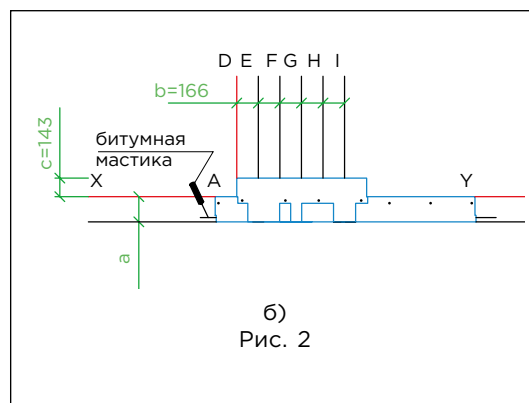 D E F G H I
b=166
битумная
мастика
c=143
X A Y
a
б)
Рис. 2